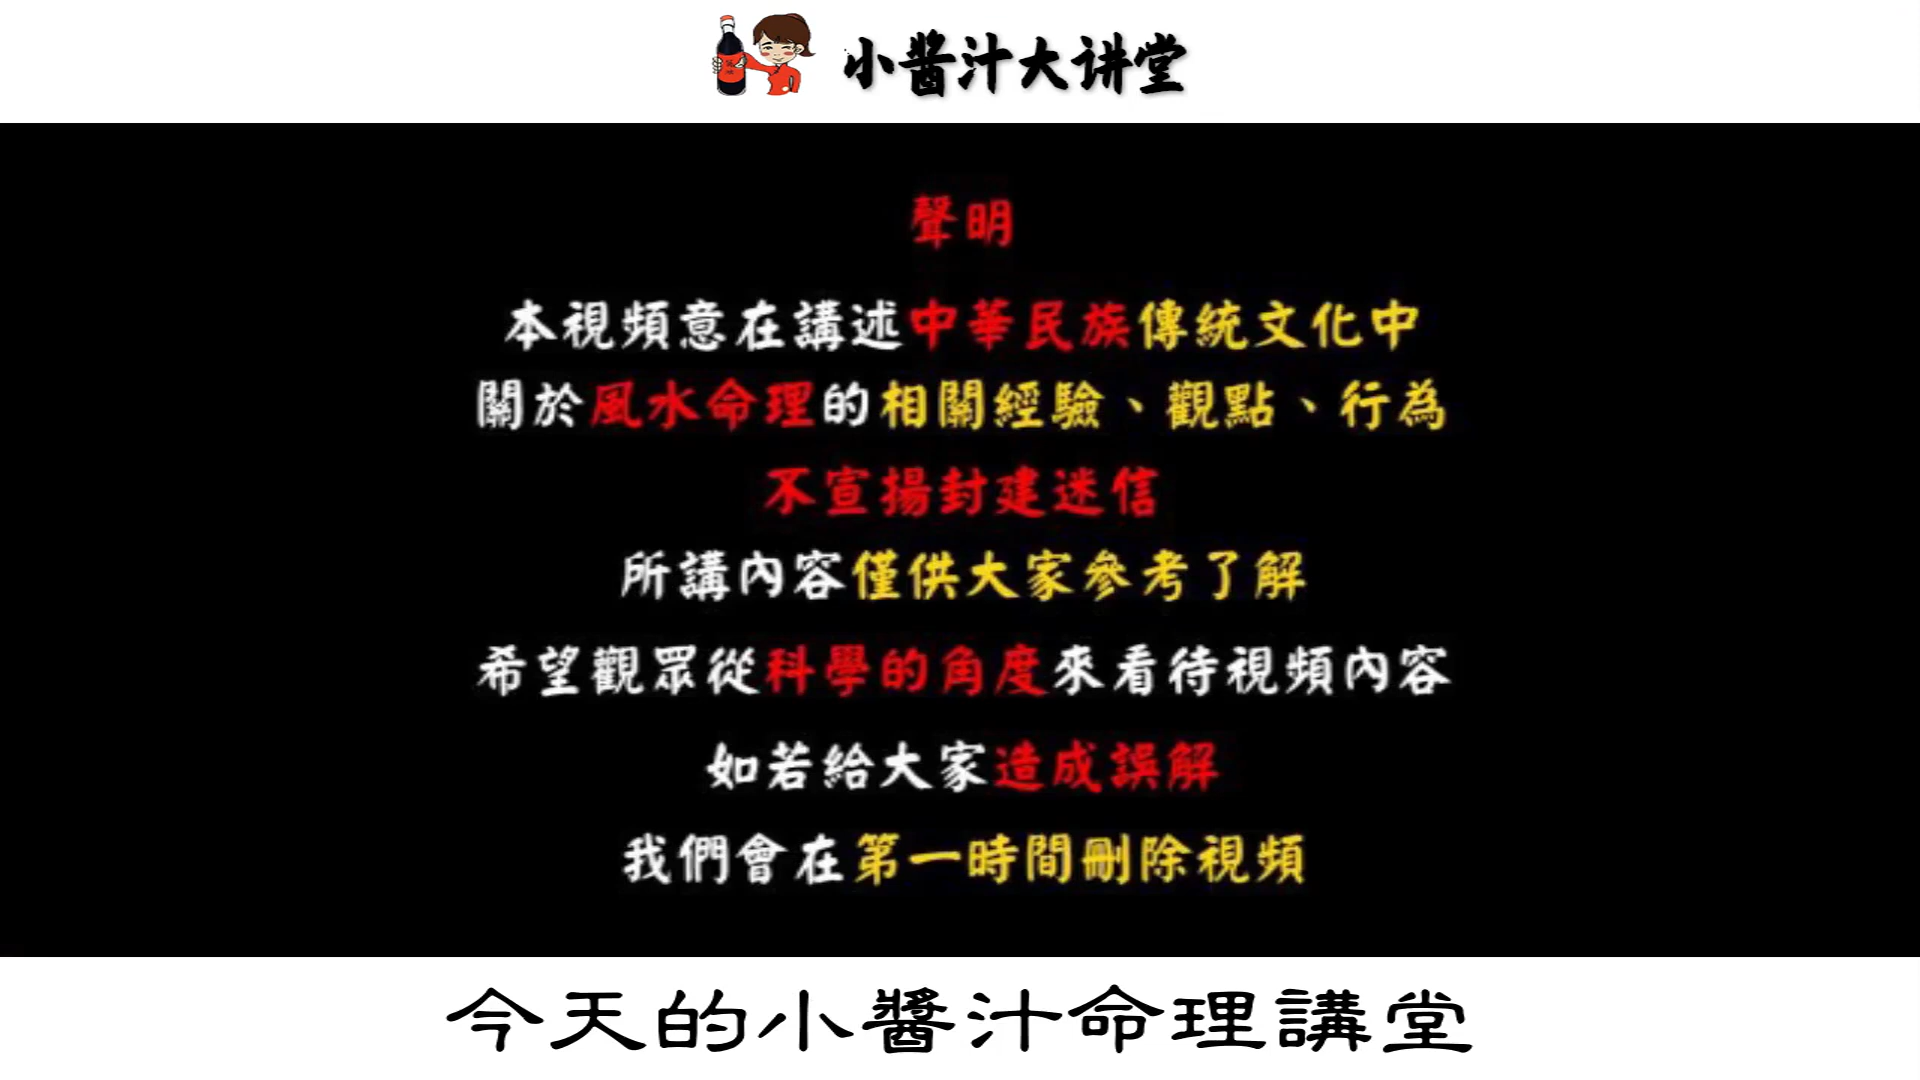 小醬汁大讲堂
聲明
本視頻意在講述中華民族傳統文化中
關於風水命理的相關經驗、觀點、行為
不宣揚封建迷信
所講內容僅供大家參考了解
希望觀眾從科學的角度來看待視頻內容
如若給大家造成誤解
我們會在第一時間刪除視頻
今天的小醬汁命理講堂